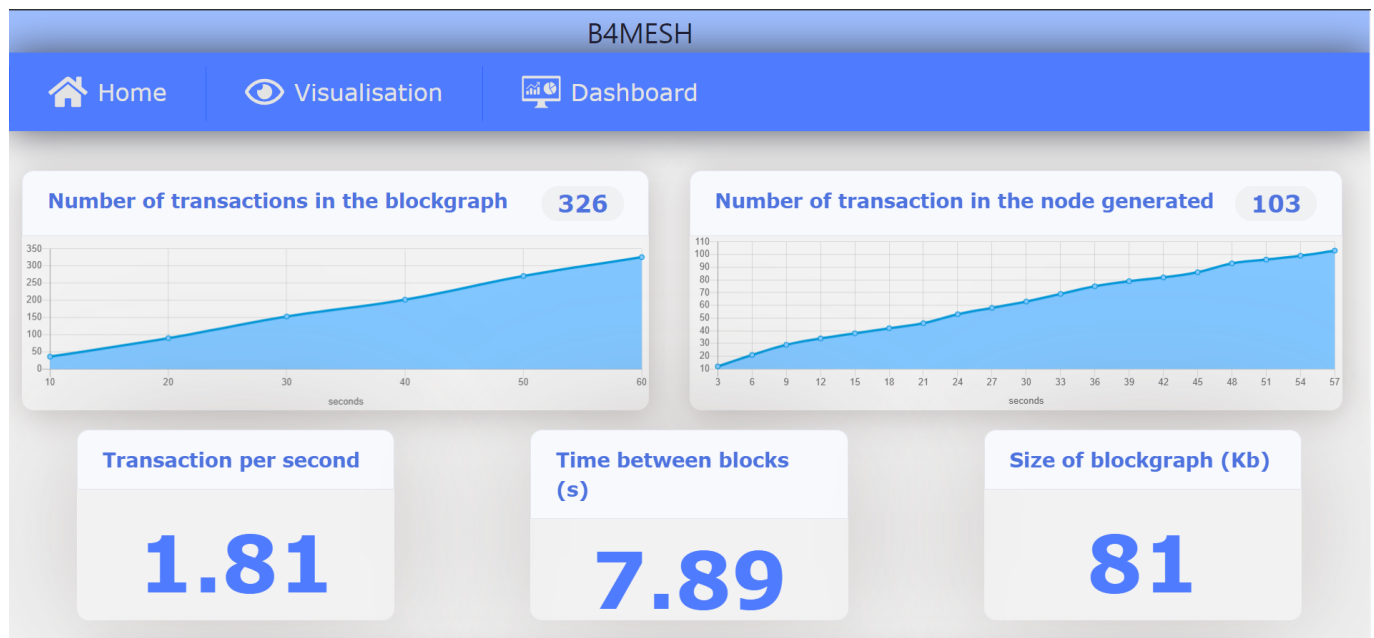 B4MESH
Home
Visualisation
Dashboard
Number of transactions in the blockgraph
326
350
300
250
200
150
100
50
0
10 20 30 40 50 60
seconds
Number of transaction in the node generated
103
110
100
90
80
70
60
50
40
30
20
10
3 6 9 12 15 18 21 24 27 30 33 36 39 42 45 48 51 54 57
seconds
Transaction per second
1.81
Time between blocks
(s)
7.89
Size of blockgraph (Kb)
81